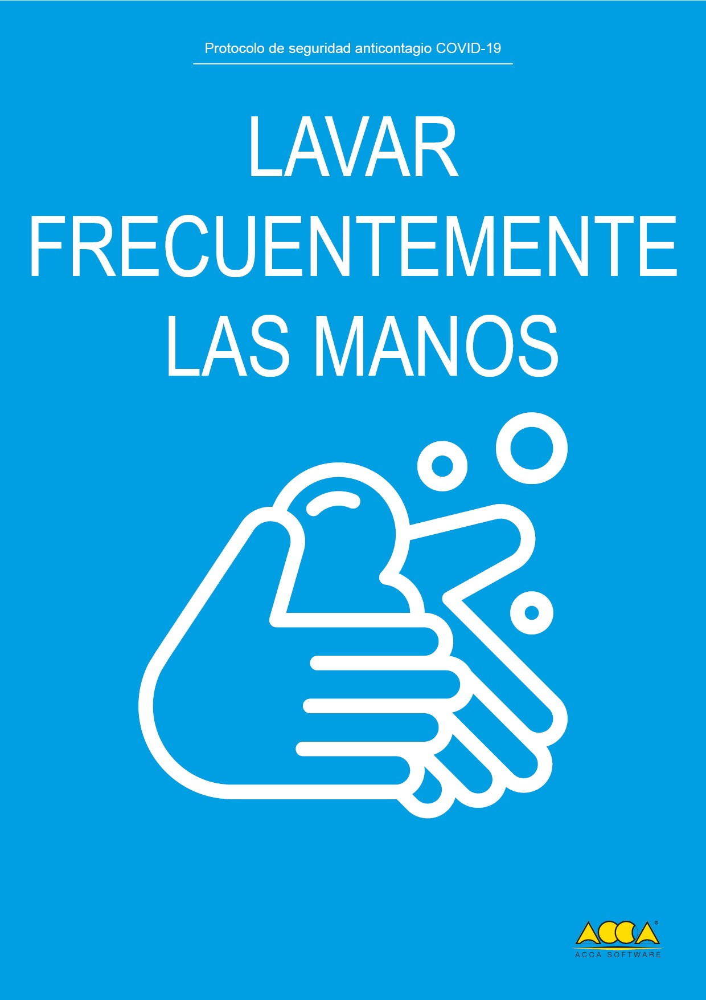 Protocolo de seguridad anticontagio COVID-19
LAVAR
FRECUENTEMENTE
LAS MANOS
ACCA®
ACCA SOFTWARE